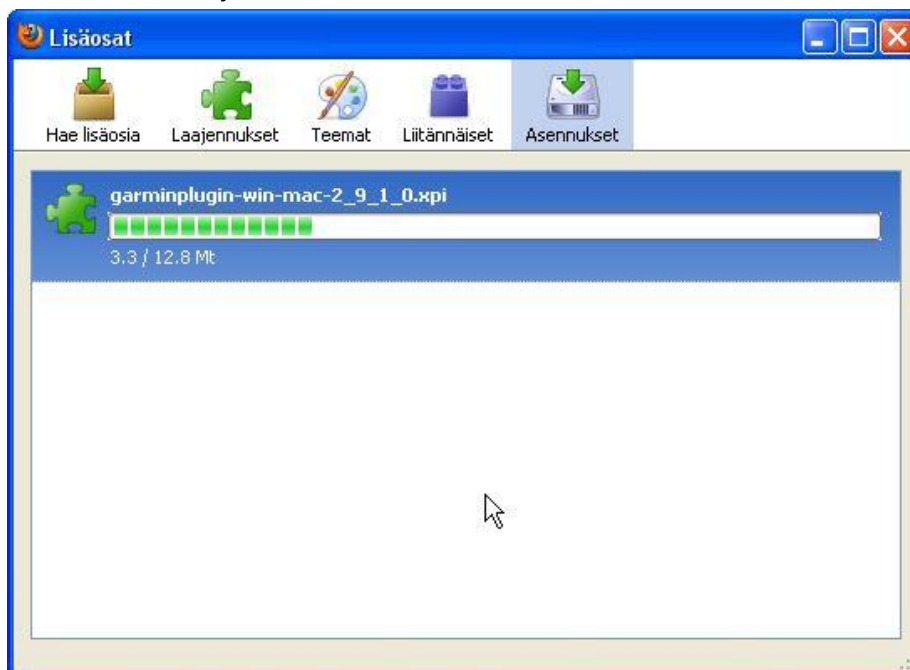 Lisäosat
Hae lisäosia Laajennukset Teemat Liitännäiset Asennukset
garminplugin-win-mac-2_9_1_0.xpi
3.3 / 12.8 Mt